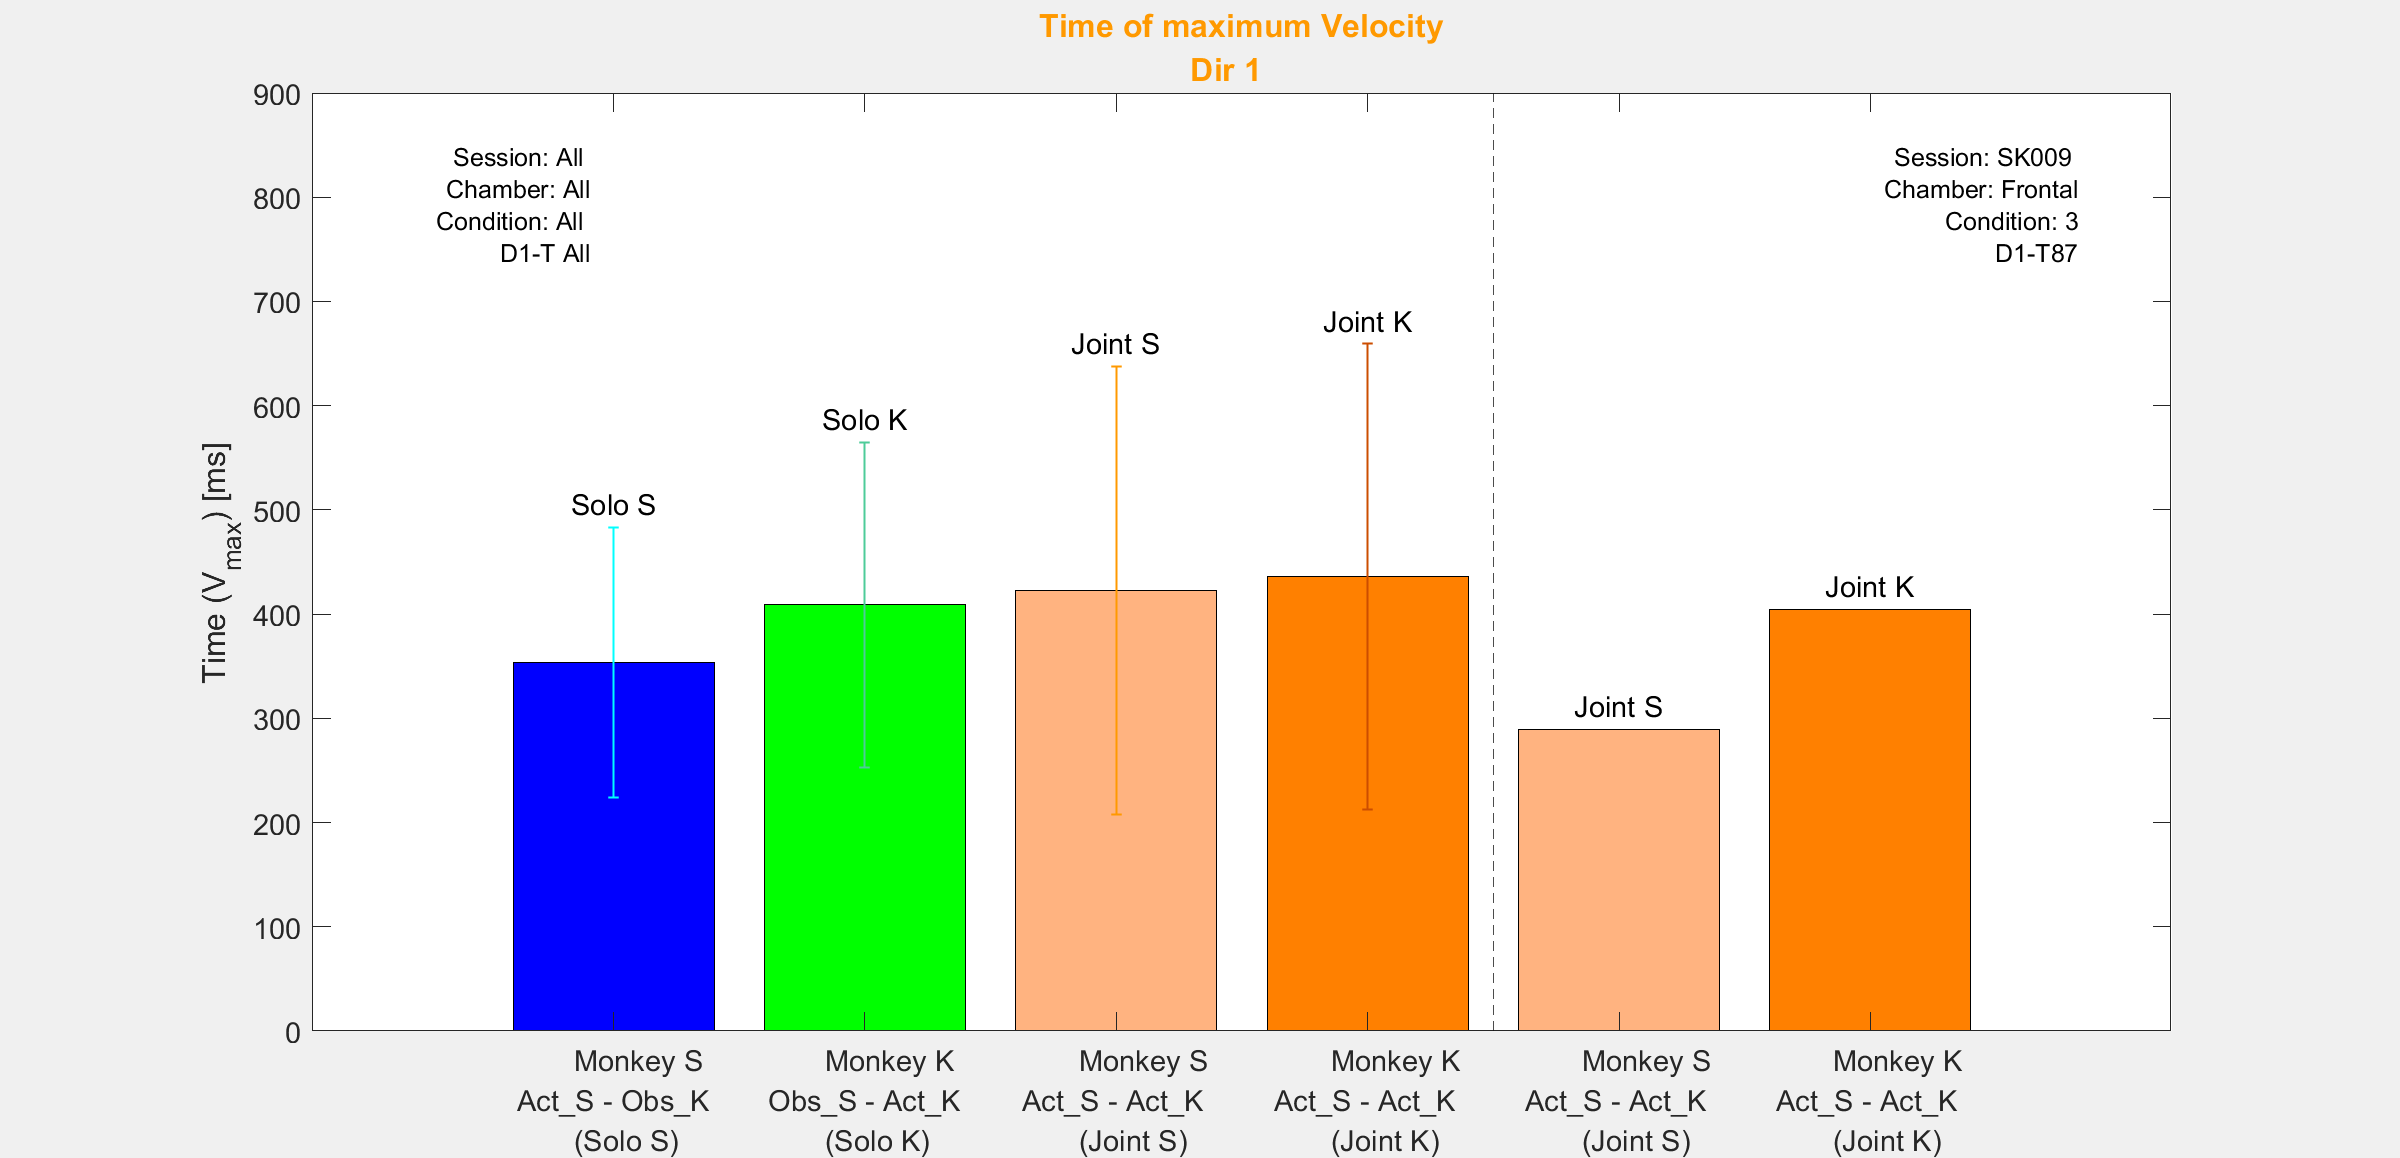 Time of maximum Velocity
Dir 1
Session: All
Chamber: All
Condition: All
D1-T All
Session: SK009
Chamber: Frontal
Condition: 3
D1-T87
900
800
700
600
500
400
300
200
100
0
Time (Vmax) [ms]
Solo S
Solo K
Joint S
Joint K
Joint S
Joint K
Monkey S
Act_S - Obs_K
(Solo S)
Monkey K
Obs_S - Act_K
(Solo K)
Monkey S
Act_S - Act_K
(Joint S)
Monkey K
Act_S - Act_K
(Joint K)
Monkey S
Act_S - Act_K
(Joint S)
Monkey K
Act_S - Act_K
(Joint K)